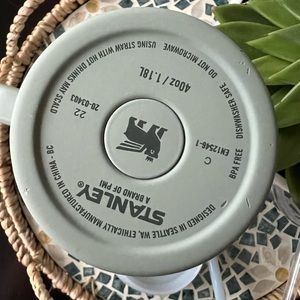 STANLEY®
A BRAND OF PMI
DESIGNED IN SEATTLE WA, ETHICALLY MANUFACTURED IN CHINA - BC
USING STRAW WITH HOT DRINKS MAY SCALD
DO NOT MICROWAVE
DISHWASHER SAFE
BPA FREE
40oz / 1.18L
22
20-03403
C
EN12546-1